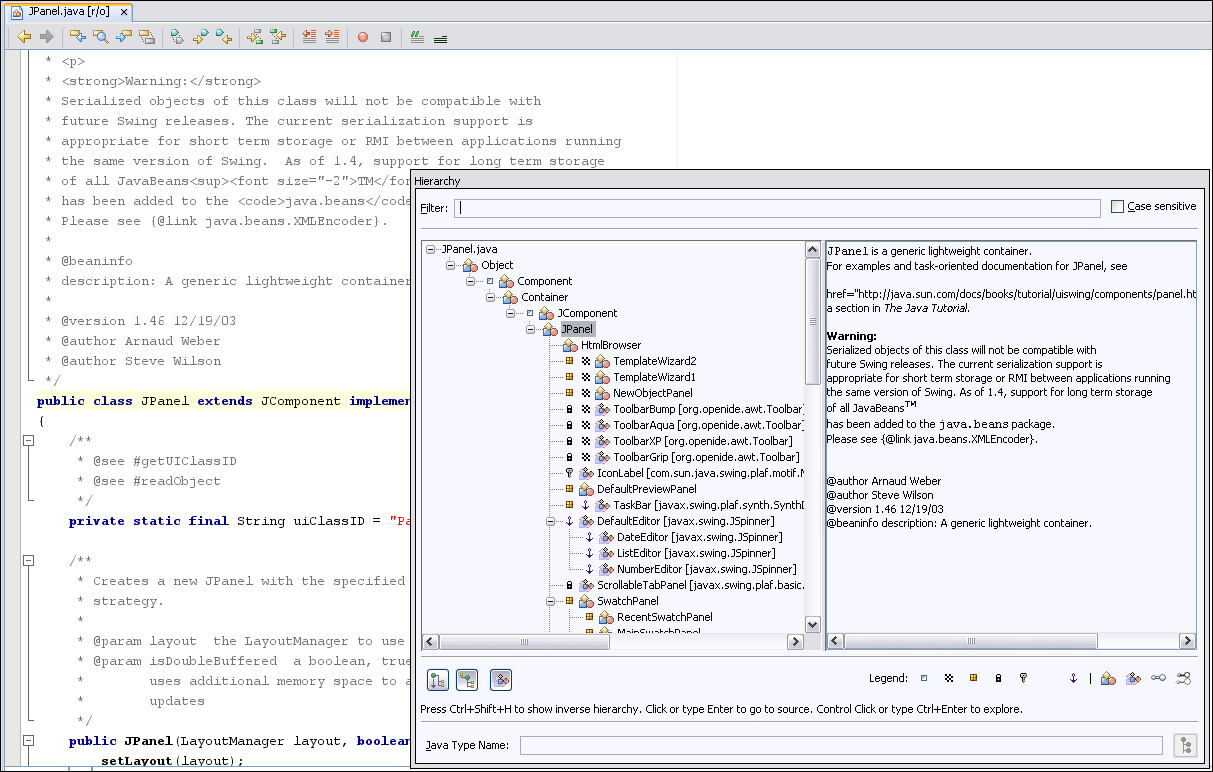 JPanel.java [r/o]
* <p>
* <strong>Warning:</strong>
* Serialized objects of this class will not be compatible with
* future Swing releases. The current serialization support is
* appropriate for short term storage or RMI between applications running
* the same version of Swing.  As of 1.4, support for long term storage
* of all JavaBeans<sup><font size="-2">TM</fo
* has been added to the <code>java.beans</code
* Please see {@link java.beans.XMLEncoder}.
*
* @beaninfo
* description: A generic lightweight container
*
* @version 1.46 12/19/03
* @author Arnaud Weber
* @author Steve Wilson
*/
public class JPanel extends JComponent implemen
{
/**
* @see #getUIClassID
* @see #readObject
*/
private static final String uiClassID = "Pa
/**
* Creates a new JPanel with the specified
* strategy.
*
* @param layout  the LayoutManager to use
* @param isDoubleBuffered  a boolean, true
*        uses additional memory space to a
*        updates
*/
public JPanel(LayoutManager layout, boolean
setLayout(layout);
Hierarchy
Filter:
Case sensitive
JPanel.java
Object
Component
Container
JComponent
JPanel
HtmlBrowser
TemplateWizard2
TemplateWizard1
NewObjectPanel
ToolbarBump [org.openide.awt.Toolbar]
ToolbarAqua [org.openide.awt.Toolbar]
ToolbarXP [org.openide.awt.Toolbar]
ToolbarGrip [org.openide.awt.Toolbar]
IconLabel [com.sun.java.swing.plaf.motif.M
DefaultPreviewPanel
TaskBar [javax.swing.plaf.synth.SynthD
DefaultEditor [javax.swing.JSpinner]
DateEditor [javax.swing.JSpinner]
ListEditor [javax.swing.JSpinner]
NumberEditor [javax.swing.JSpinner]
ScrollableTabPanel [javax.swing.plaf.basic.
SwatchPanel
RecentSwatchPanel
MainSwatchPanel
JPanel is a generic lightweight container.
For examples and task-oriented documentation for JPanel, see
href="http://java.sun.com/docs/books/tutorial/uiswing/components/panel.ht
a section in The Java Tutorial.
Warning:
Serialized objects of this class will not be compatible with
future Swing releases. The current serialization support is
appropriate for short term storage or RMI between applications running
the same version of Swing. As of 1.4, support for long term storage
of all JavaBeans™
has been added to the java.beans package.
Please see {@link java.beans.XMLEncoder}.
@author Arnaud Weber
@author Steve Wilson
@version 1.46 12/19/03
@beaninfo description: A generic lightweight container.
Legend:
Press Ctrl+Shift+H to show inverse hierarchy. Click or type Enter to go to source. Control Click or type Ctrl+Enter to explore.
Java Type Name: